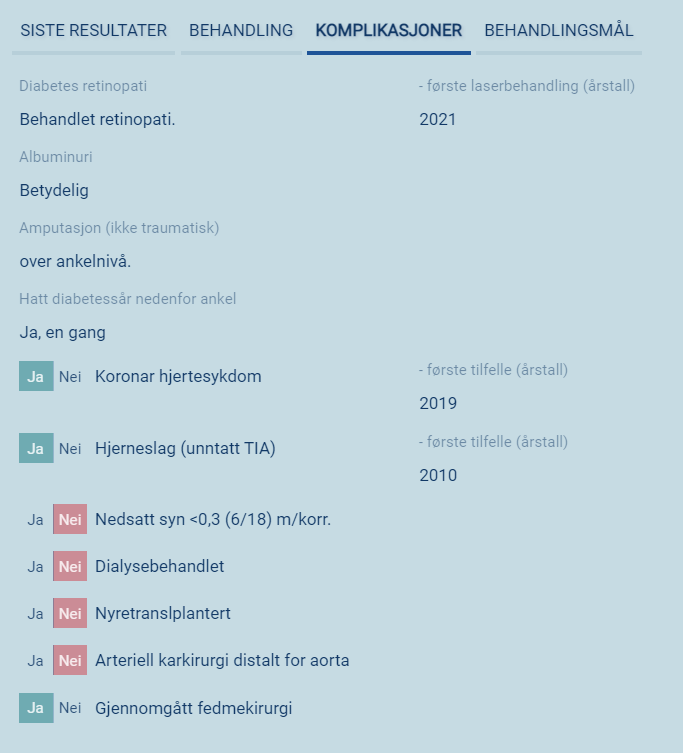 SISTE RESULTATER BEHANDLING KOMPLIKASJONER BEHANDLINGSMÅL
Diabetes retinopati - første laserbehandling (årstall)
Behandlet retinopati. 2021
Albuminuri
Betydelig
Amputasjon (ikke traumatisk)
over ankelnivå.
Hatt diabetessår nedenfor ankel
Ja, en gang
Ja Nei Koronar hjertesykdom - første tilfelle (årstall)
2019
Ja Nei Hjerneslag (unntatt TIA) - første tilfelle (årstall)
2010
Ja Nei Nedsatt syn <0,3 (6/18) m/korr.
Ja Nei Dialysebehandlet
Ja Nei Nyretranslplantert
Ja Nei Arteriell karkirurgi distalt for aorta
Ja Nei Gjennomgått fedmekirurgi